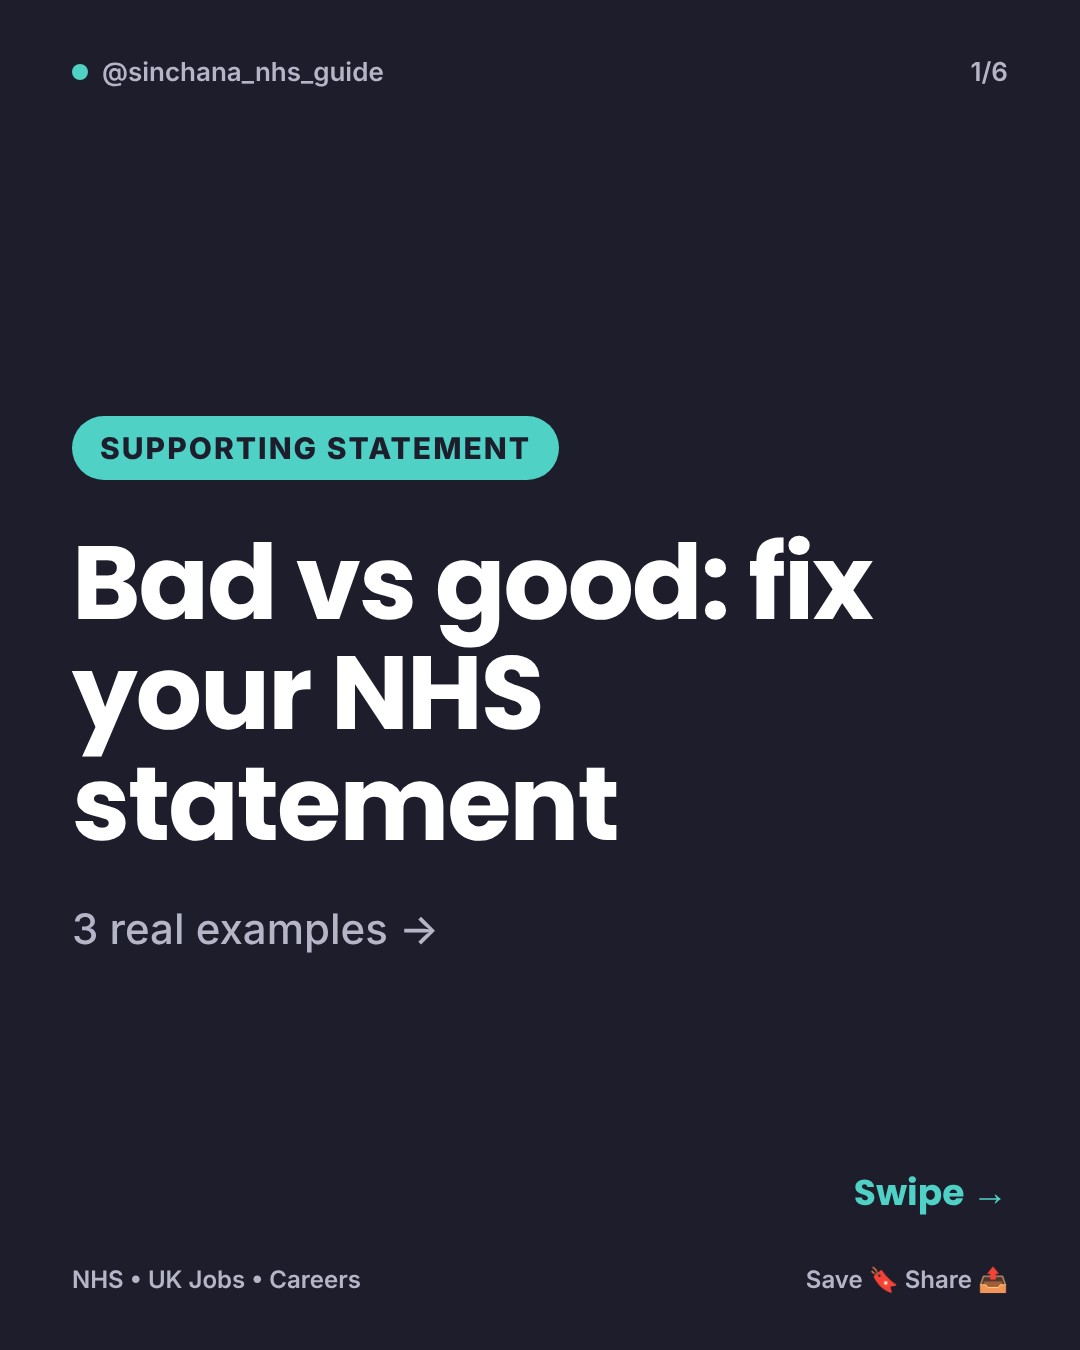 @sinchana_nhs_guide
1/6
SUPPORTING STATEMENT
Bad vs good: fix
your NHS
statement
3 real examples →
Swipe →
NHS • UK Jobs • Careers
Save 🔖 Share 📤